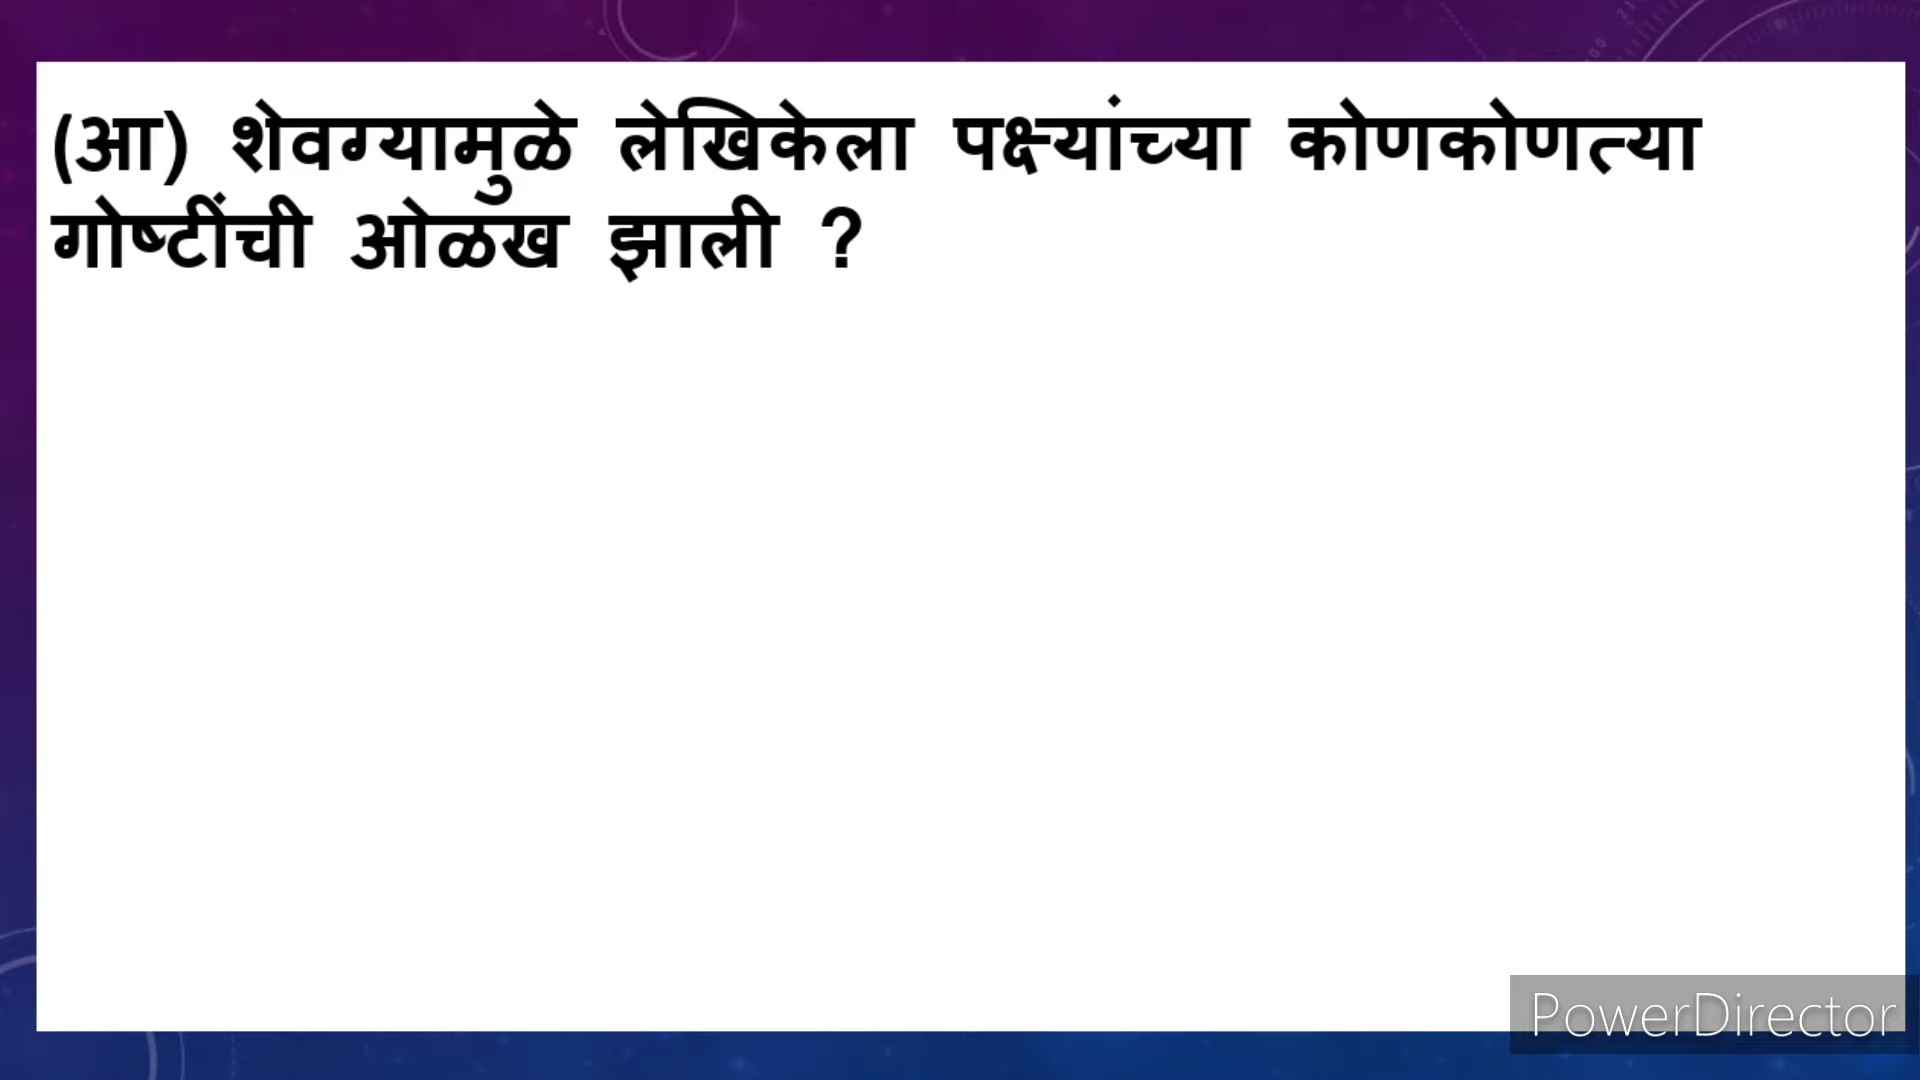 (आ) शेवग्यामुळे लेखिकेला पक्ष्यांच्या कोणकोणत्या
गोष्टींची ओळख झाली ?
PowerDirector